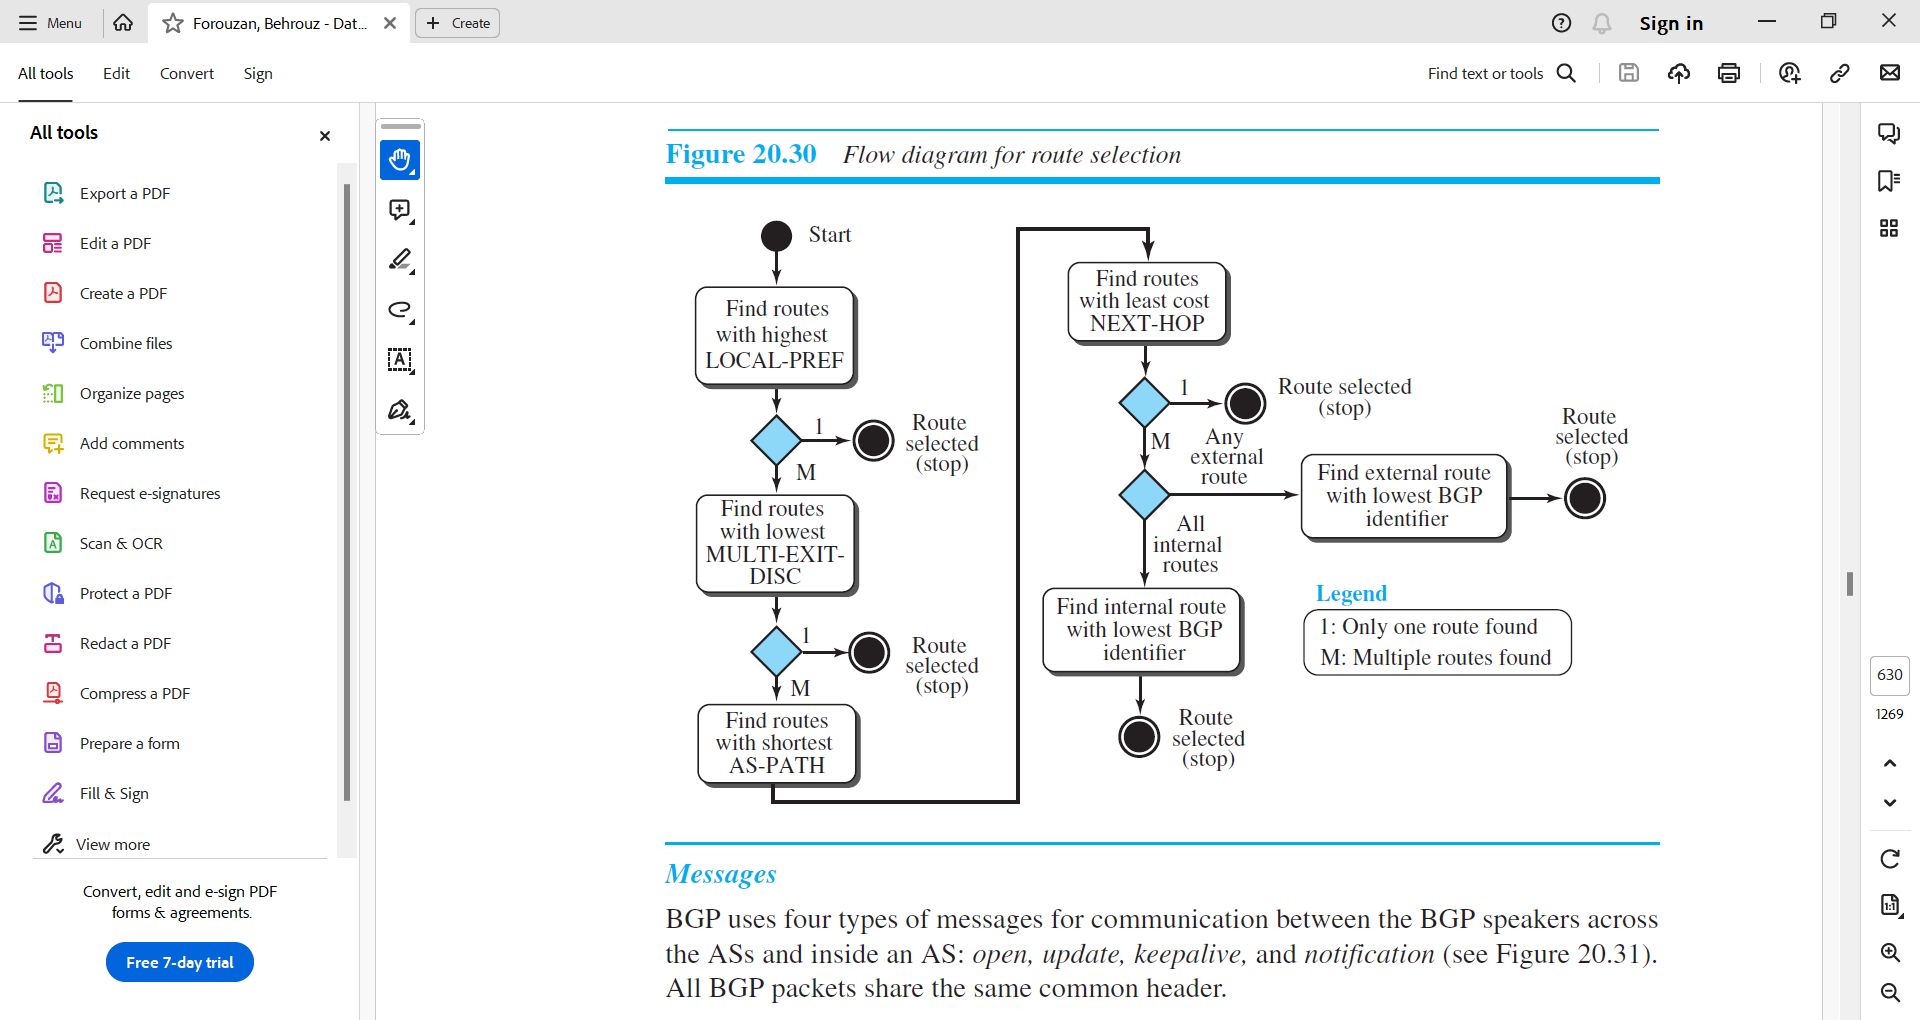 Menu
Forouzan, Behrouz - Dat...
Create
Sign in
All tools
Edit
Convert
Sign
Find text or tools
All tools
Export a PDF
Edit a PDF
Create a PDF
Combine files
Organize pages
Add comments
Request e-signatures
Scan & OCR
Protect a PDF
Redact a PDF
Compress a PDF
Prepare a form
Fill & Sign
View more
Convert, edit and e-sign PDF
forms & agreements.
Free 7-day trial
Figure 20.30 Flow diagram for route selection
Start
Find routes
with highest
LOCAL-PREF
1
Route
selected
(stop)
M
Find routes
with lowest
MULTI-EXIT-
DISC
1
Route
selected
(stop)
M
Find routes
with shortest
AS-PATH
Find routes
with least cost
NEXT-HOP
1
Route selected
(stop)
M
Any
external
route
Find external route
with lowest BGP
identifier
Route
selected
(stop)
All
internal
routes
Find internal route
with lowest BGP
identifier
Route
selected
(stop)
Legend
1: Only one route found
M: Multiple routes found
Messages
BGP uses four types of messages for communication between the BGP speakers across
the ASs and inside an AS: open, update, keepalive, and notification (see Figure 20.31).
All BGP packets share the same common header.
630
1269